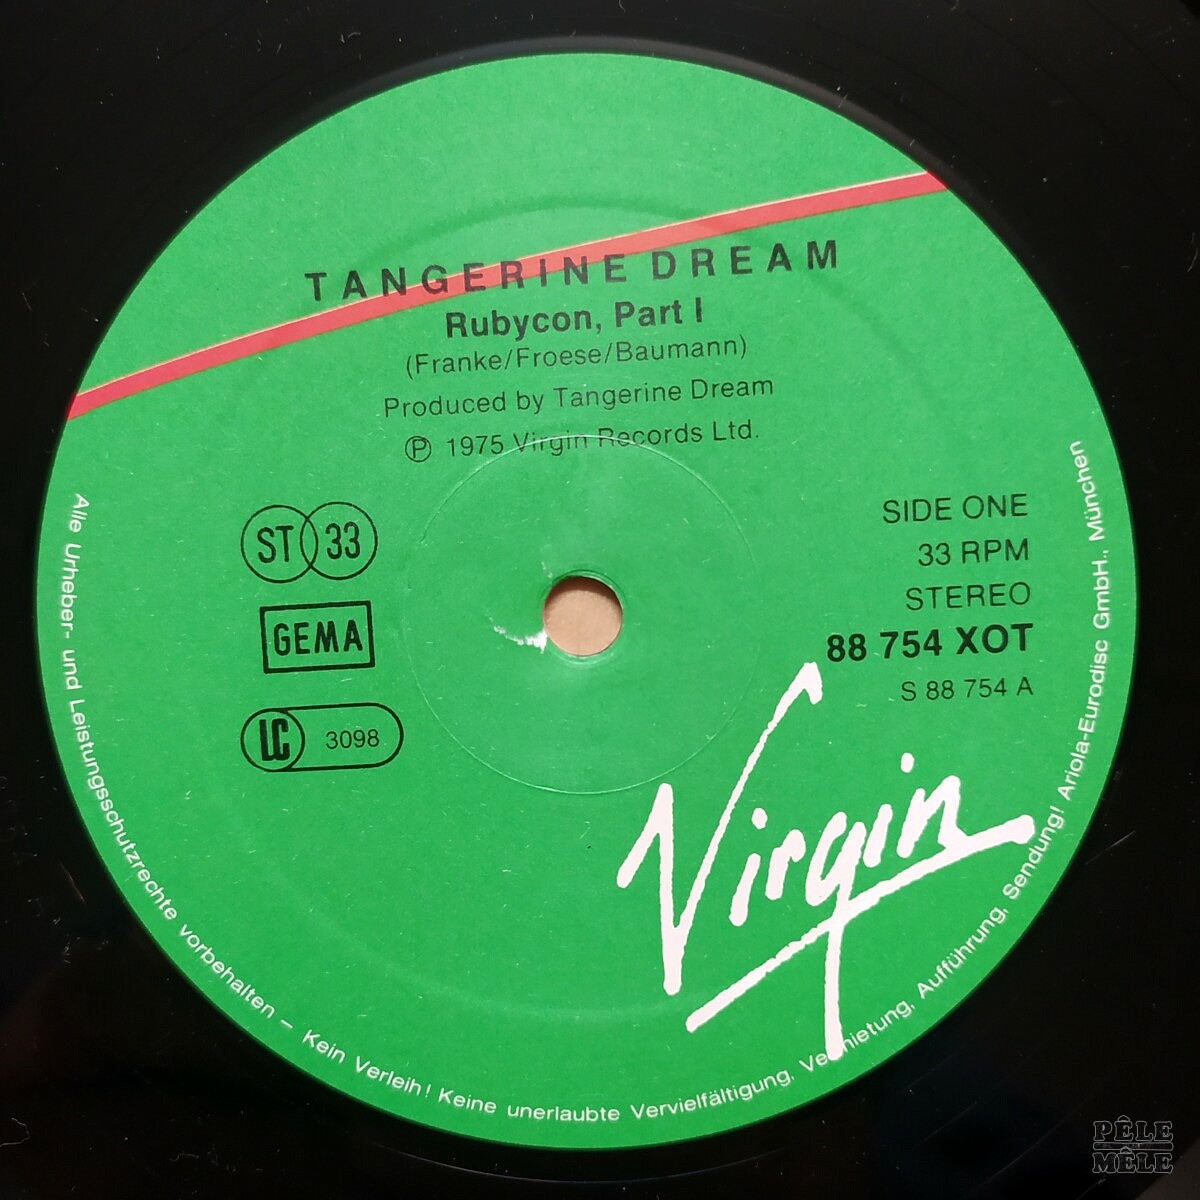 TANGERINE DREAM
Rubycon, Part I
(Franke/Froese/Baumann)
Produced by Tangerine Dream
Ⓟ 1975 Virgin Records Ltd.
ST 33
GEMA
LC 3098
SIDE ONE
33 RPM
STEREO
88 754 XOT
S 88 754 A
Virgin
Alle Urheber- und Leistungsschutzrechte vorbehalten – Kein Verleih! Keine unerlaubte Vervielfältigung, Vermietung, Aufführung, Sendung! Ariola-Eurodisc GmbH., München
PÊLE
MÊLE